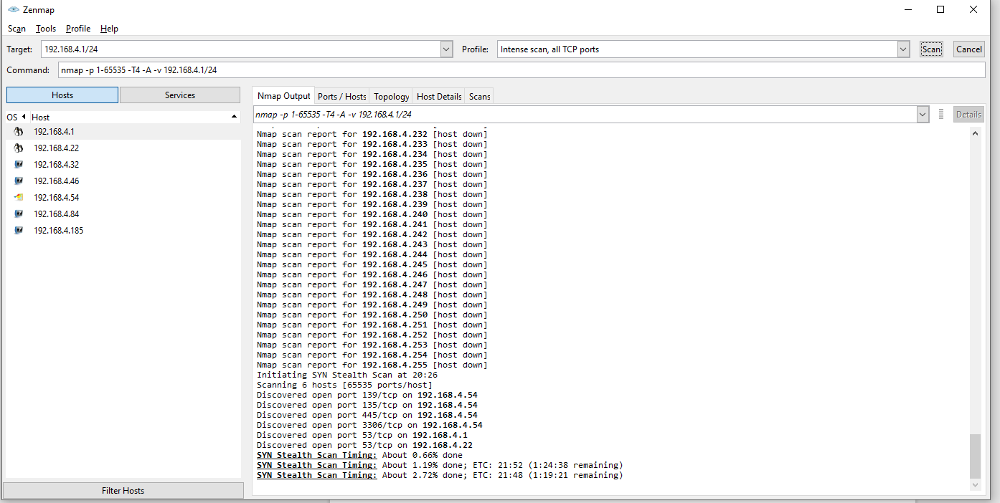 Zenmap
Scan Tools Profile Help
Target: 192.168.4.1/24 Profile: Intense scan, all TCP ports Scan Cancel
Command: nmap -p 1-65535 -T4 -A -v 192.168.4.1/24
Hosts Services
OS Host
192.168.4.1
192.168.4.22
192.168.4.32
192.168.4.46
192.168.4.54
192.168.4.84
192.168.4.185
Filter Hosts
Nmap Output Ports / Hosts Topology Host Details Scans
nmap -p 1-65535 -T4 -A -v 192.168.4.1/24 Details
Nmap scan report for 192.168.4.232 [host down]
Nmap scan report for 192.168.4.233 [host down]
Nmap scan report for 192.168.4.234 [host down]
Nmap scan report for 192.168.4.235 [host down]
Nmap scan report for 192.168.4.236 [host down]
Nmap scan report for 192.168.4.237 [host down]
Nmap scan report for 192.168.4.238 [host down]
Nmap scan report for 192.168.4.239 [host down]
Nmap scan report for 192.168.4.240 [host down]
Nmap scan report for 192.168.4.241 [host down]
Nmap scan report for 192.168.4.242 [host down]
Nmap scan report for 192.168.4.243 [host down]
Nmap scan report for 192.168.4.244 [host down]
Nmap scan report for 192.168.4.245 [host down]
Nmap scan report for 192.168.4.246 [host down]
Nmap scan report for 192.168.4.247 [host down]
Nmap scan report for 192.168.4.248 [host down]
Nmap scan report for 192.168.4.249 [host down]
Nmap scan report for 192.168.4.250 [host down]
Nmap scan report for 192.168.4.251 [host down]
Nmap scan report for 192.168.4.252 [host down]
Nmap scan report for 192.168.4.253 [host down]
Nmap scan report for 192.168.4.254 [host down]
Nmap scan report for 192.168.4.255 [host down]
Initiating SYN Stealth Scan at 20:26
Scanning 6 hosts [65535 ports/host]
Discovered open port 139/tcp on 192.168.4.54
Discovered open port 135/tcp on 192.168.4.54
Discovered open port 445/tcp on 192.168.4.54
Discovered open port 3306/tcp on 192.168.4.54
Discovered open port 53/tcp on 192.168.4.1
Discovered open port 53/tcp on 192.168.4.22
SYN Stealth Scan Timing: About 0.66% done
SYN Stealth Scan Timing: About 1.19% done; ETC: 21:52 (1:24:38 remaining)
SYN Stealth Scan Timing: About 2.72% done; ETC: 21:48 (1:19:21 remaining)